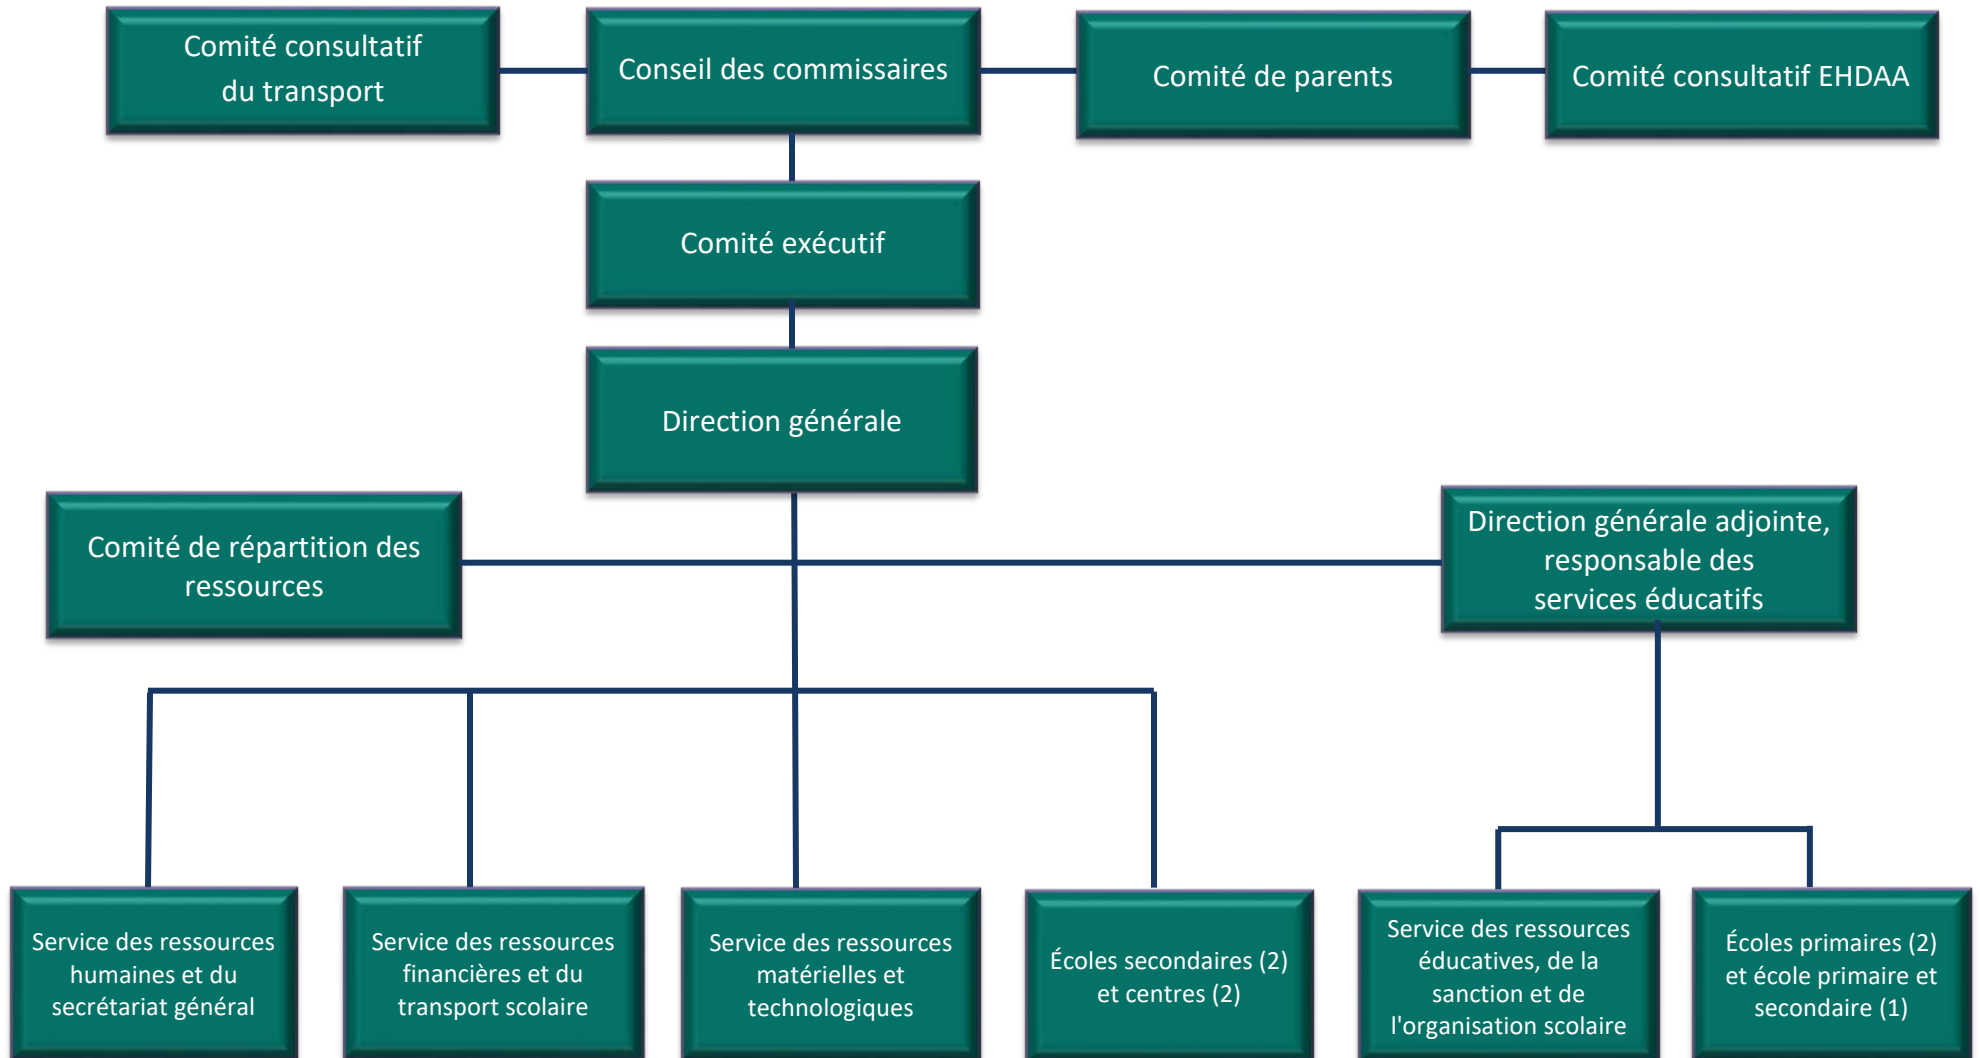 Comité consultatif
du transport
Conseil des commissaires
Comité de parents
Comité consultatif EHDAA
Comité exécutif
Direction générale
Comité de répartition des
ressources
Direction générale adjointe,
responsable des
services éducatifs
Service des ressources
humaines et du
secrétariat général
Service des ressources
financières et du
transport scolaire
Service des ressources
matérielles et
technologiques
Écoles secondaires (2)
et centres (2)
Service des ressources
éducatives, de la
sanction et de
l'organisation scolaire
Écoles primaires (2)
et école primaire et
secondaire (1)